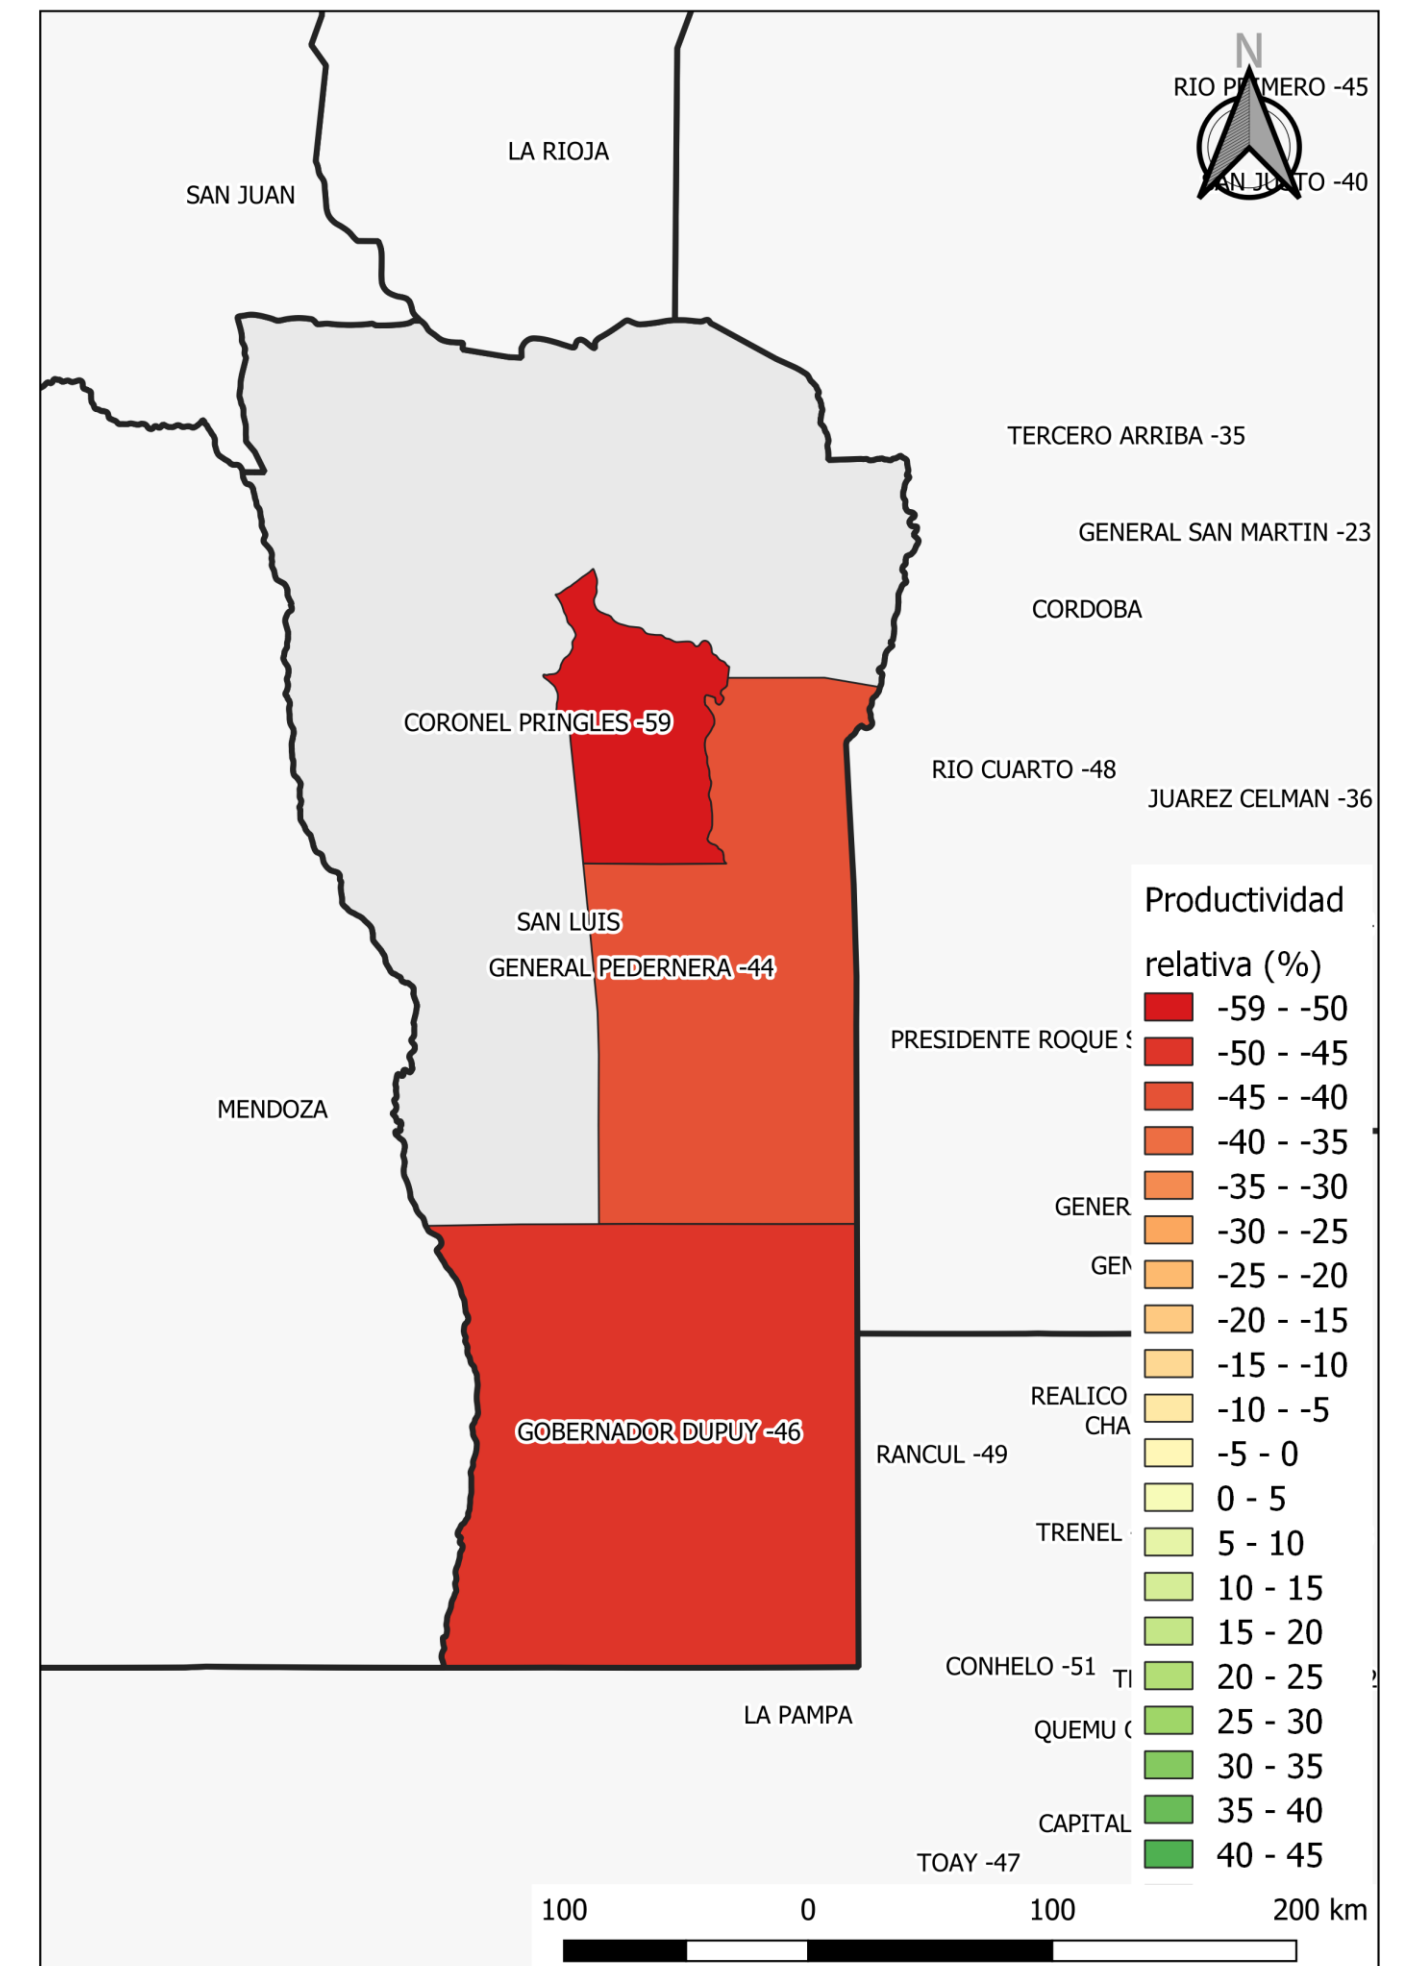 N
RIO PRIMERO -45
LA RIOJA
SAN JUSTO -40
SAN JUAN
TERCERO ARRIBA -35
GENERAL SAN MARTIN -23
CORDOBA
CORONEL PRINGLES -59
RIO CUARTO -48
JUAREZ CELMAN -36
SAN LUIS
GENERAL PEDERNERA -44
PRESIDENTE ROQUE S
MENDOZA
GENER
GEN
REALICO
CHA
GOBERNADOR DUPUY -46
RANCUL -49
TRENEL -
CONHELO -51
LA PAMPA
QUEMU
CAPITAL
TOAY -47
Productividad
relativa (%)
-59 - -50
-50 - -45
-45 - -40
-40 - -35
-35 - -30
-30 - -25
-25 - -20
-20 - -15
-15 - -10
-10 - -5
-5 - 0
0 - 5
5 - 10
10 - 15
15 - 20
20 - 25
25 - 30
30 - 35
35 - 40
40 - 45
100 0 100 200 km